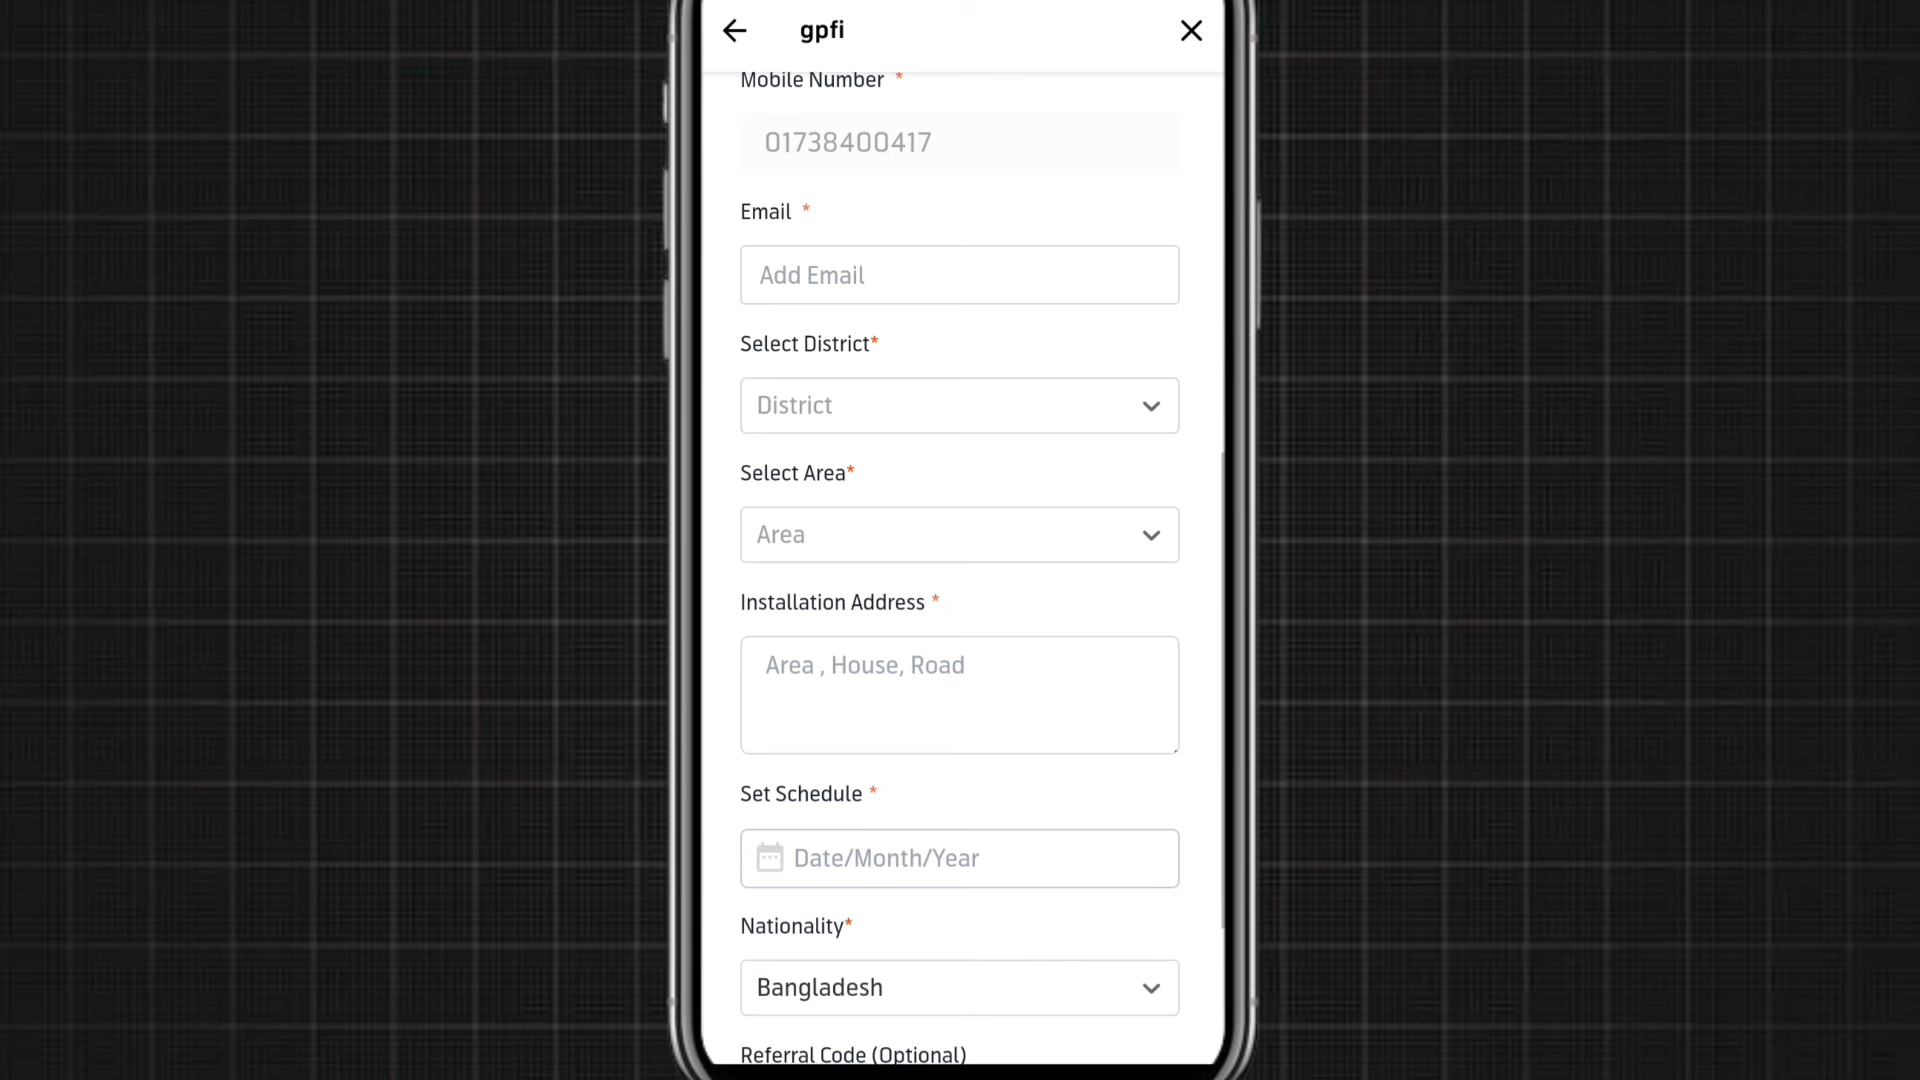 gpfi
Mobile Number *
01738400417
Email *
Add Email
Select District*
District
Select Area*
Area
Installation Address *
Area , House, Road
Set Schedule *
Date/Month/Year
Nationality*
Bangladesh
Referral Code (Optional)